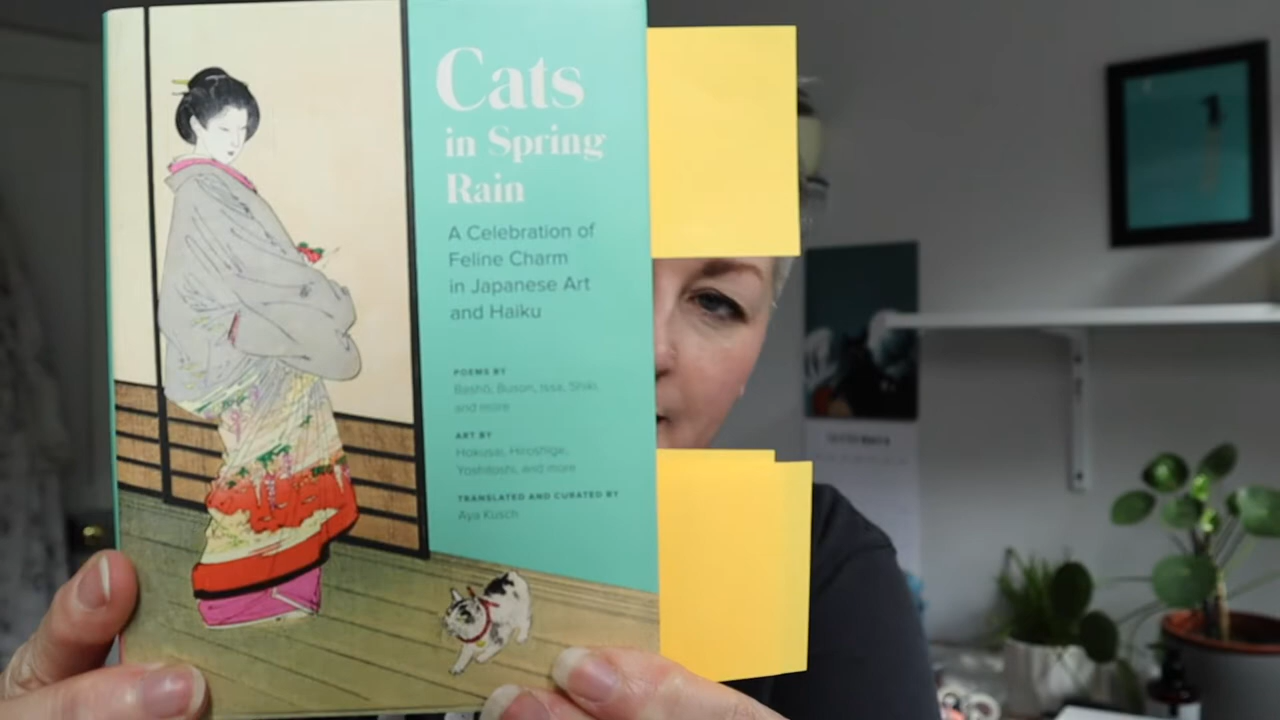 Cats
in Spring
Rain
A Celebration of
Feline Charm
in Japanese Art
and Haiku
POEMS BY
Bashō, Buson, Issa, Shiki,
and more
ART BY
Hokusai, Hiroshige,
Yoshitoshi, and more
TRANSLATED AND CURATED BY
Aya Kusch